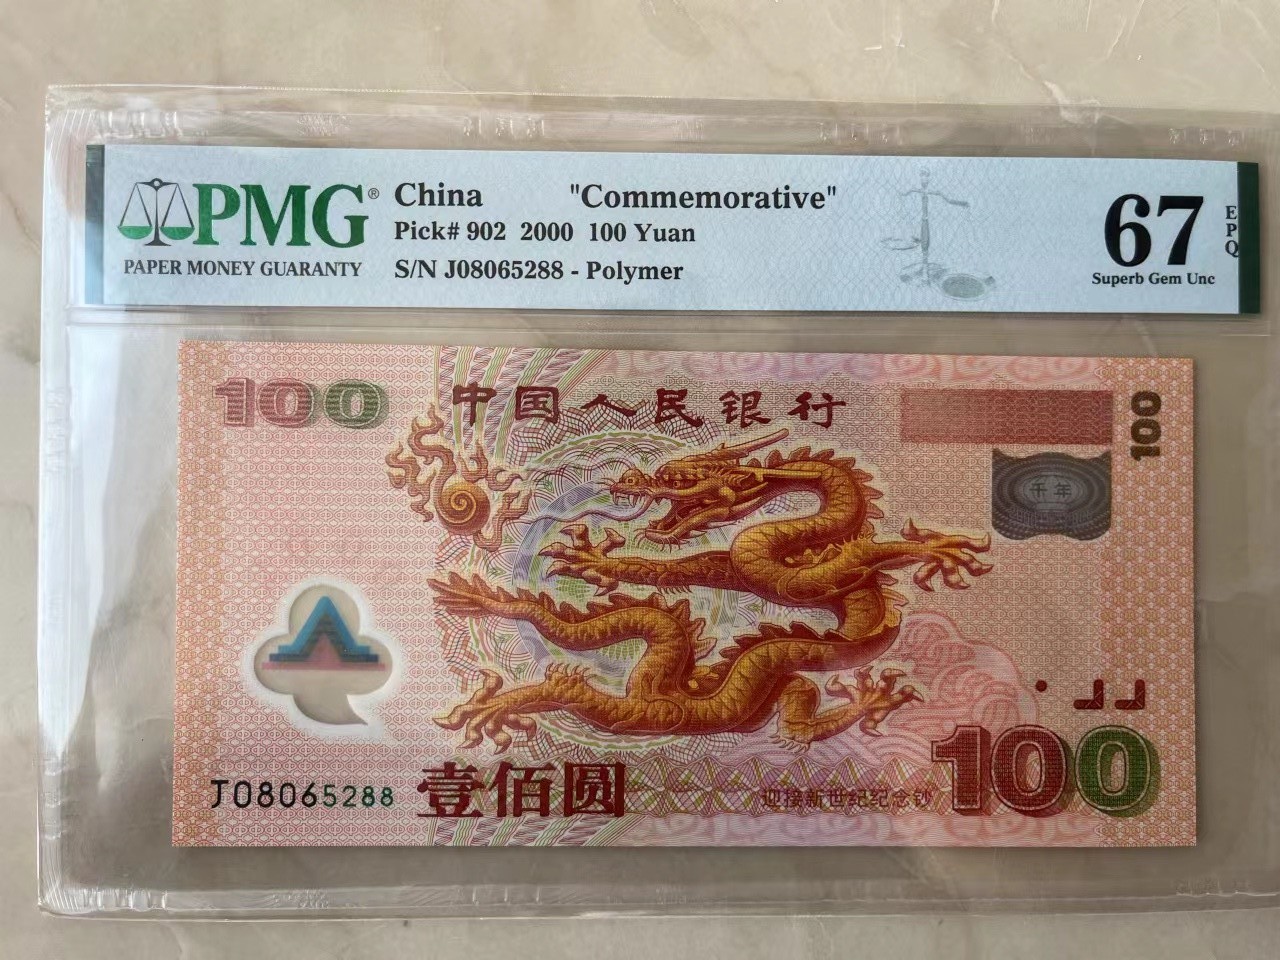 PMG®
PAPER MONEY GUARANTY
China "Commemorative"
Pick# 902 2000 100 Yuan
S/N J08065288 - Polymer
67
EPQ
Superb Gem Unc
100
中国人民银行
100
千年
J08065288
壹佰圆
迎接新世纪纪念钞
100